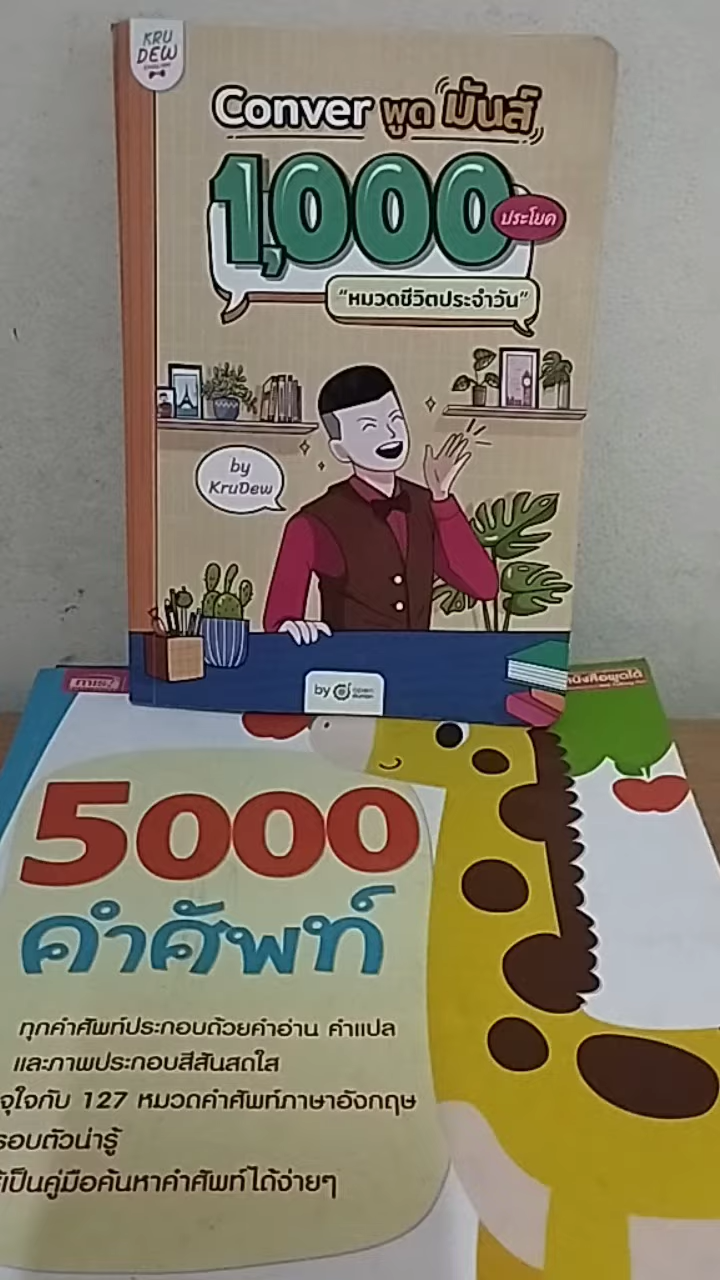 KRU
DEW
ENGLISH
Conver พูด มันส์
1,000
ประโยค
"หมวดชีวิตประจำวัน"
by
KruDew
by
5000
คำศัพท์
ทุกคำศัพท์ประกอบด้วยคำอ่าน คำแปล
และภาพประกอบสีสันสดใส
จุใจกับ 127 หมวดคำศัพท์ภาษาอังกฤษ
รอบตัวน่ารู้
เป็นคู่มือค้นหาคำศัพท์ได้ง่ายๆ